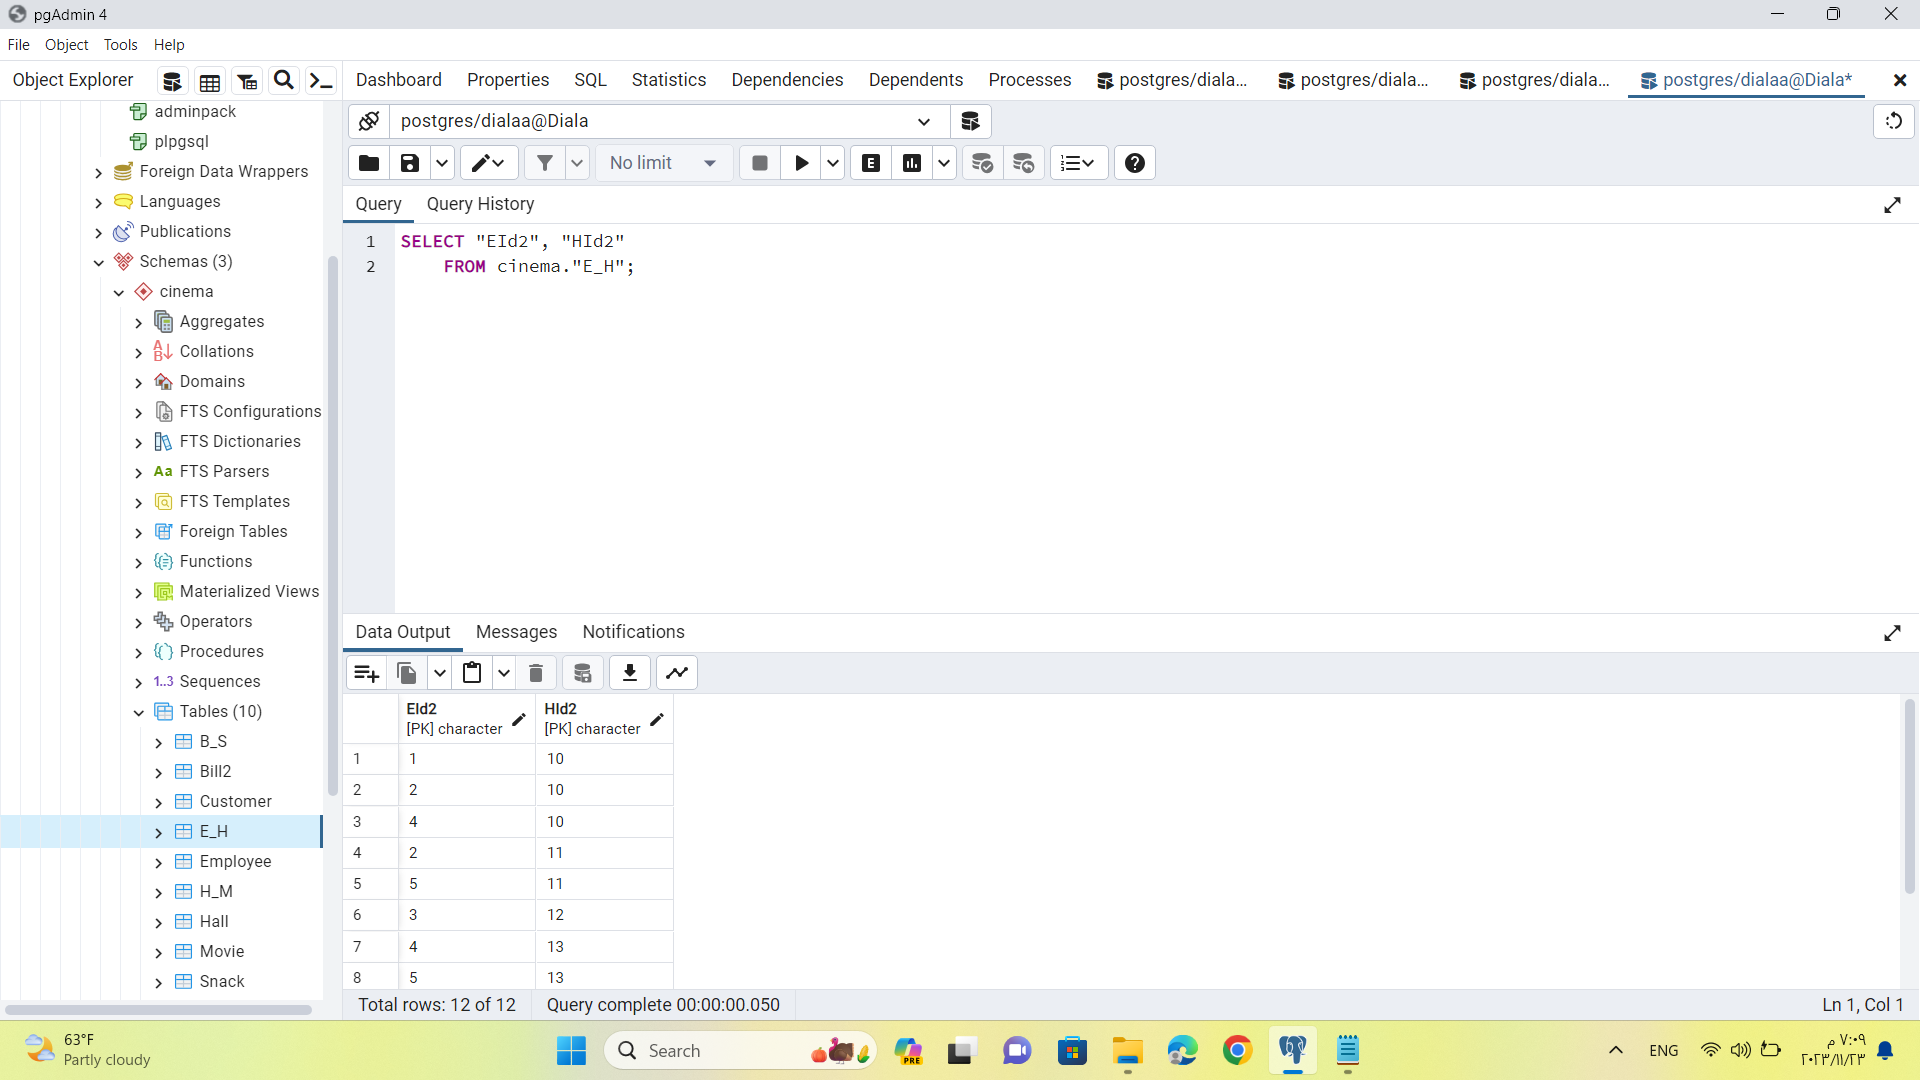 pgAdmin 4
File Object Tools Help
Object Explorer
Dashboard Properties SQL Statistics Dependencies Dependents Processes postgres/diala... postgres/diala... postgres/diala... postgres/dialaa@Diala*
adminpack
plpgsql
Foreign Data Wrappers
Languages
Publications
Schemas (3)
cinema
Aggregates
Collations
Domains
FTS Configurations
FTS Dictionaries
Aa FTS Parsers
FTS Templates
Foreign Tables
Functions
Materialized Views
Operators
Procedures
1..3 Sequences
Tables (10)
B_S
Bill2
Customer
E_H
Employee
H_M
Hall
Movie
Snack
postgres/dialaa@Diala
No limit
E
Query Query History
1 SELECT "EId2", "HId2"
2 FROM cinema."E_H";
Data Output Messages Notifications
EId2 HId2
[PK] character [PK] character
1 1 10
2 2 10
3 4 10
4 2 11
5 5 11
6 3 12
7 4 13
8 5 13
Total rows: 12 of 12 Query complete 00:00:00.050 Ln 1, Col 1
63°F
Partly cloudy
Search
PRE
ENG
٧:٠٩ م
٢٠٢٣/١١/٢٣